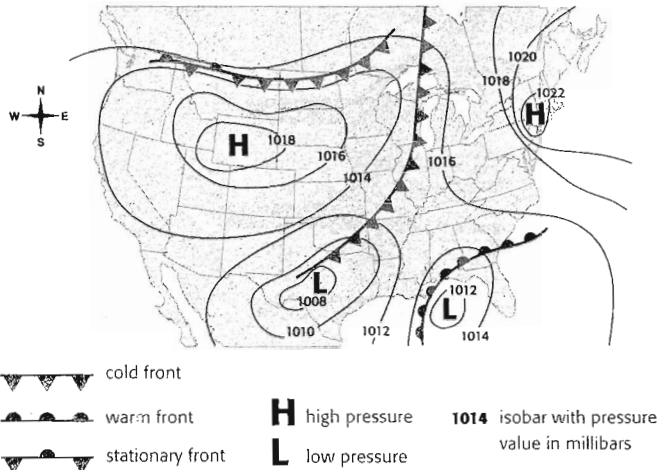 1020
1018
1022
H
N
W E
S
H
1018
1016
1014
1016
L
1008
1012
L
1010
1012
1014
cold front
warm front
H high pressure
1014 isobar with pressure
value in millibars
stationary front
L low pressure